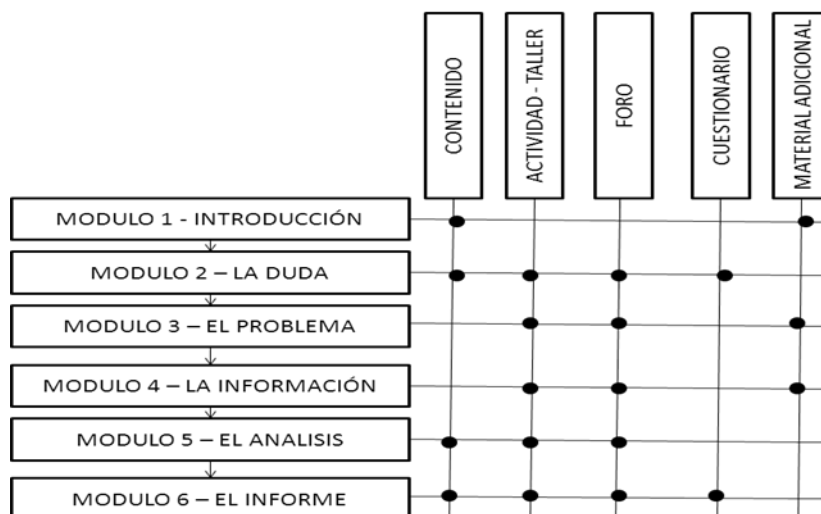 CONTENIDO
ACTIVIDAD - TALLER
FORO
CUESTIONARIO
MATERIAL ADICIONAL
MODULO 1 - INTRODUCCIÓN
MODULO 2 – LA DUDA
MODULO 3 – EL PROBLEMA
MODULO 4 – LA INFORMACIÓN
MODULO 5 – EL ANALISIS
MODULO 6 – EL INFORME